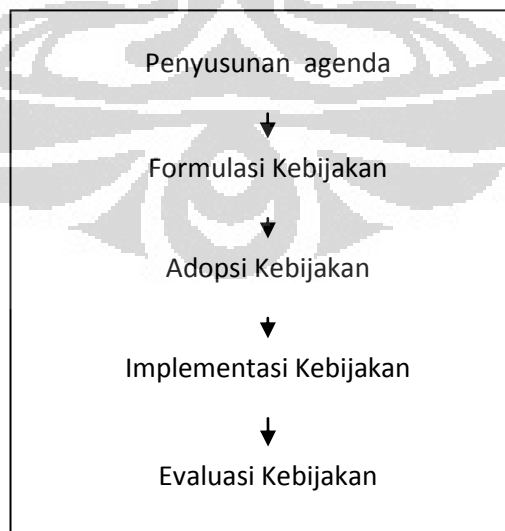 Penyusunan agenda
Formulasi Kebijakan
Adopsi Kebijakan
Implementasi Kebijakan
Evaluasi Kebijakan